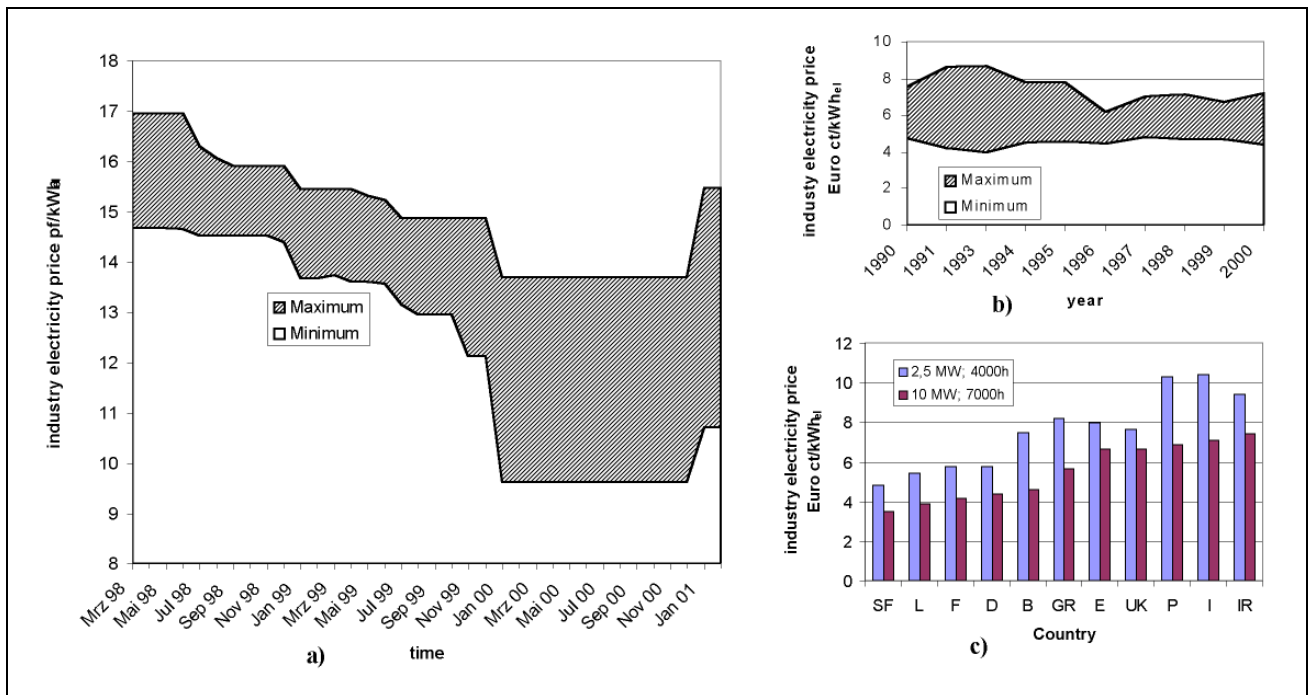 18
17
16
15
14
13
12
11
10
9
8
industry electricity price pf/kWh
Maximum
Minimum
Mrz 98
Mai 98
Jul 98
Sep 98
Nov 98
Jan 99
Mrz 99
Mai 99
Jul 99
Sep 99
Nov 99
Jan 00
Mrz 00
Mai 00
Jul 00
Sep 00
Nov 00
Jan 01
time
a)
industy electricity price
Euro ct/kWhel
10
8
6
4
2
0
Maximum
Minimum
1990
1991
1993
1994
1995
1996
1997
1998
1999
2000
year
b)
industry electricity price
Euro ct/kWhel
12
10
8
6
4
2
0
2,5 MW; 4000h
10 MW; 7000h
SF L F D B GR E UK P I IR
Country
c)